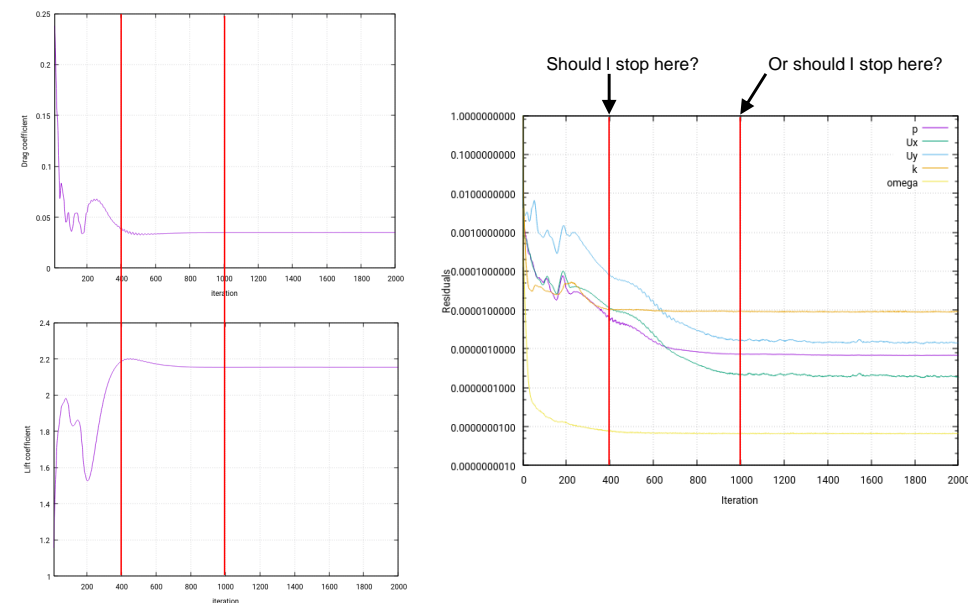 0.25
0.2
0.15
0.1
0.05
0
Drag coefficient
200 400 600 800 1000 1200 1400 1600 1800 2000
iteration
2.4
2.2
2
1.8
1.6
1.4
1.2
1
Lift coefficient
200 400 600 800 1000 1200 1400 1600 1800 2000
iteration
Should I stop here?
Or should I stop here?
1.0000000000
0.1000000000
0.0100000000
0.0010000000
0.0001000000
0.0000100000
0.0000010000
0.0000001000
0.0000000100
0.0000000010
Residuals
p
Ux
Uy
k
omega
0 200 400 600 800 1000 1200 1400 1600 1800 2000
Iteration